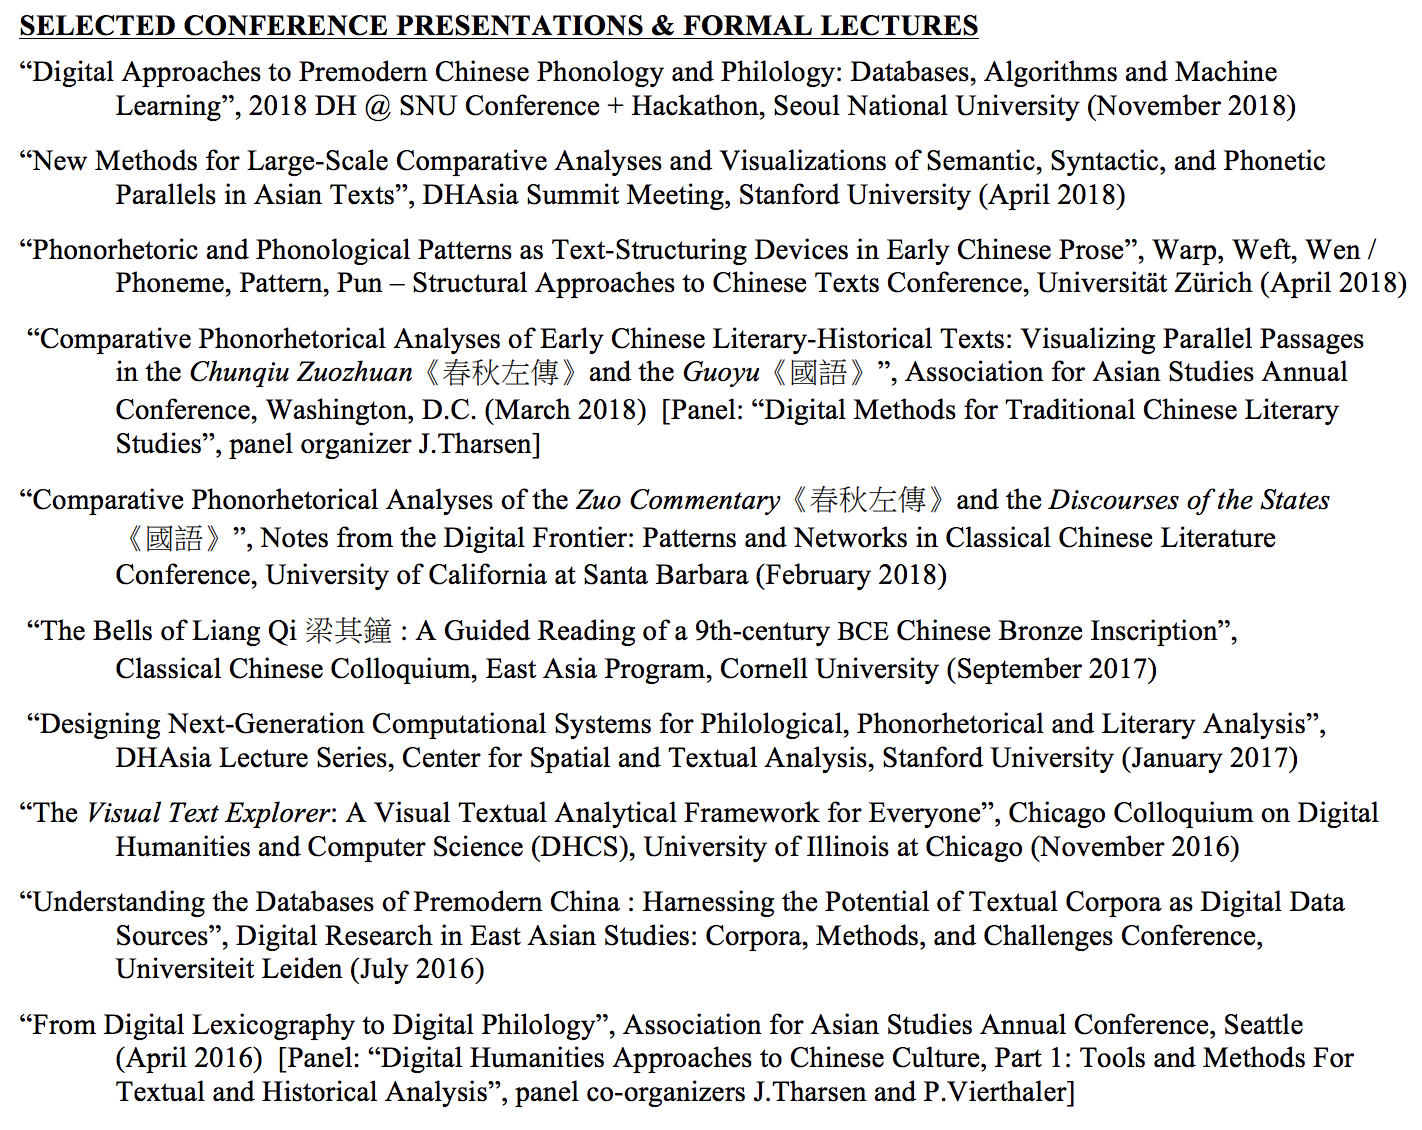 SELECTED CONFERENCE PRESENTATIONS & FORMAL LECTURES
“Digital Approaches to Premodern Chinese Phonology and Philology: Databases, Algorithms and Machine
Learning”, 2018 DH @ SNU Conference + Hackathon, Seoul National University (November 2018)
“New Methods for Large-Scale Comparative Analyses and Visualizations of Semantic, Syntactic, and Phonetic
Parallels in Asian Texts”, DHAsia Summit Meeting, Stanford University (April 2018)
“Phonorhetoric and Phonological Patterns as Text-Structuring Devices in Early Chinese Prose”, Warp, Weft, Wen /
Phoneme, Pattern, Pun – Structural Approaches to Chinese Texts Conference, Universität Zürich (April 2018)
“Comparative Phonorhetorical Analyses of Early Chinese Literary-Historical Texts: Visualizing Parallel Passages
in the Chunqiu Zuozhuan《春秋左傳》and the Guoyu《國語》”, Association for Asian Studies Annual
Conference, Washington, D.C. (March 2018) [Panel: “Digital Methods for Traditional Chinese Literary
Studies”, panel organizer J.Tharsen]
“Comparative Phonorhetorical Analyses of the Zuo Commentary《春秋左傳》and the Discourses of the States
《國語》”, Notes from the Digital Frontier: Patterns and Networks in Classical Chinese Literature
Conference, University of California at Santa Barbara (February 2018)
“The Bells of Liang Qi 梁其鐘 : A Guided Reading of a 9th-century BCE Chinese Bronze Inscription”,
Classical Chinese Colloquium, East Asia Program, Cornell University (September 2017)
“Designing Next-Generation Computational Systems for Philological, Phonorhetorical and Literary Analysis”,
DHAsia Lecture Series, Center for Spatial and Textual Analysis, Stanford University (January 2017)
“The Visual Text Explorer: A Visual Textual Analytical Framework for Everyone”, Chicago Colloquium on Digital
Humanities and Computer Science (DHCS), University of Illinois at Chicago (November 2016)
“Understanding the Databases of Premodern China : Harnessing the Potential of Textual Corpora as Digital Data
Sources”, Digital Research in East Asian Studies: Corpora, Methods, and Challenges Conference,
Universiteit Leiden (July 2016)
“From Digital Lexicography to Digital Philology”, Association for Asian Studies Annual Conference, Seattle
(April 2016) [Panel: “Digital Humanities Approaches to Chinese Culture, Part 1: Tools and Methods For
Textual and Historical Analysis”, panel co-organizers J.Tharsen and P.Vierthaler]